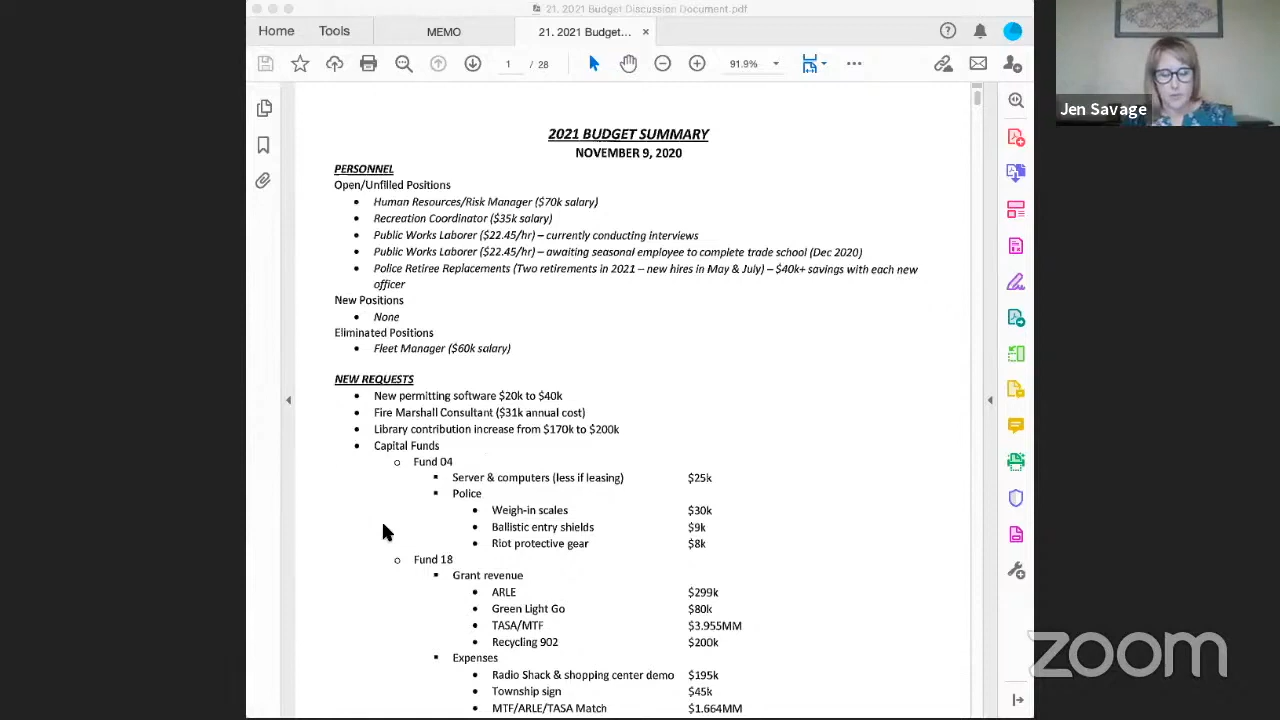 21. 2021 Budget Discussion Document.pdf
Home Tools MEMO 21. 2021 Budget... ×
1 / 28 91.9%
Jen Savage
2021 BUDGET SUMMARY
NOVEMBER 9, 2020
PERSONNEL
Open/Unfilled Positions
• Human Resources/Risk Manager ($70k salary)
• Recreation Coordinator ($35k salary)
• Public Works Laborer ($22.45/hr) – currently conducting interviews
• Public Works Laborer ($22.45/hr) – awaiting seasonal employee to complete trade school (Dec 2020)
• Police Retiree Replacements (Two retirements in 2021 – new hires in May & July) – $40k+ savings with each new
officer
New Positions
• None
Eliminated Positions
• Fleet Manager ($60k salary)
NEW REQUESTS
• New permitting software $20k to $40k
• Fire Marshall Consultant ($31k annual cost)
• Library contribution increase from $170k to $200k
• Capital Funds
o Fund 04
▪ Server & computers (less if leasing) $25k
▪ Police
• Weigh-in scales $30k
• Ballistic entry shields $9k
• Riot protective gear $8k
o Fund 18
▪ Grant revenue
• ARLE $299k
• Green Light Go $80k
• TASA/MTF $3.955MM
• Recycling 902 $200k
▪ Expenses
• Radio Shack & shopping center demo $195k
• Township sign $45k
• MTF/ARLE/TASA Match $1.664MM
zoom